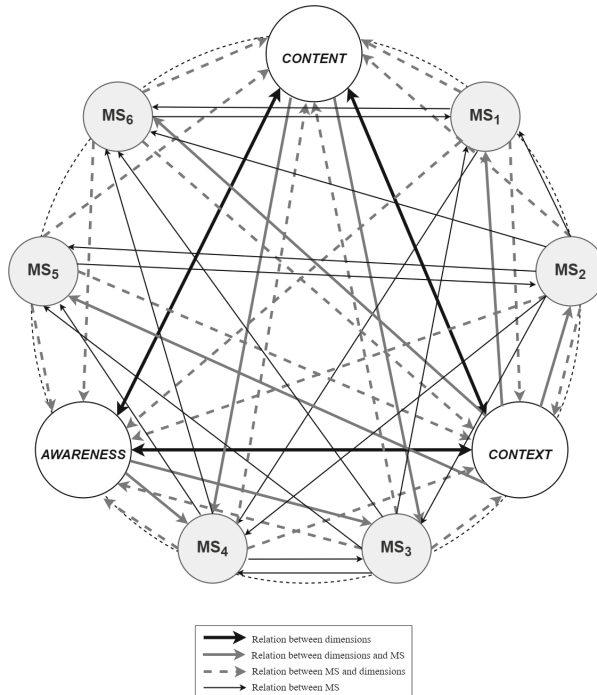 CONTENT
MS6
MS1
MS5
MS2
AWARENESS
CONTEXT
MS4
MS3
Relation between dimensions
Relation between dimensions and MS
Relation between MS and dimensions
Relation between MS